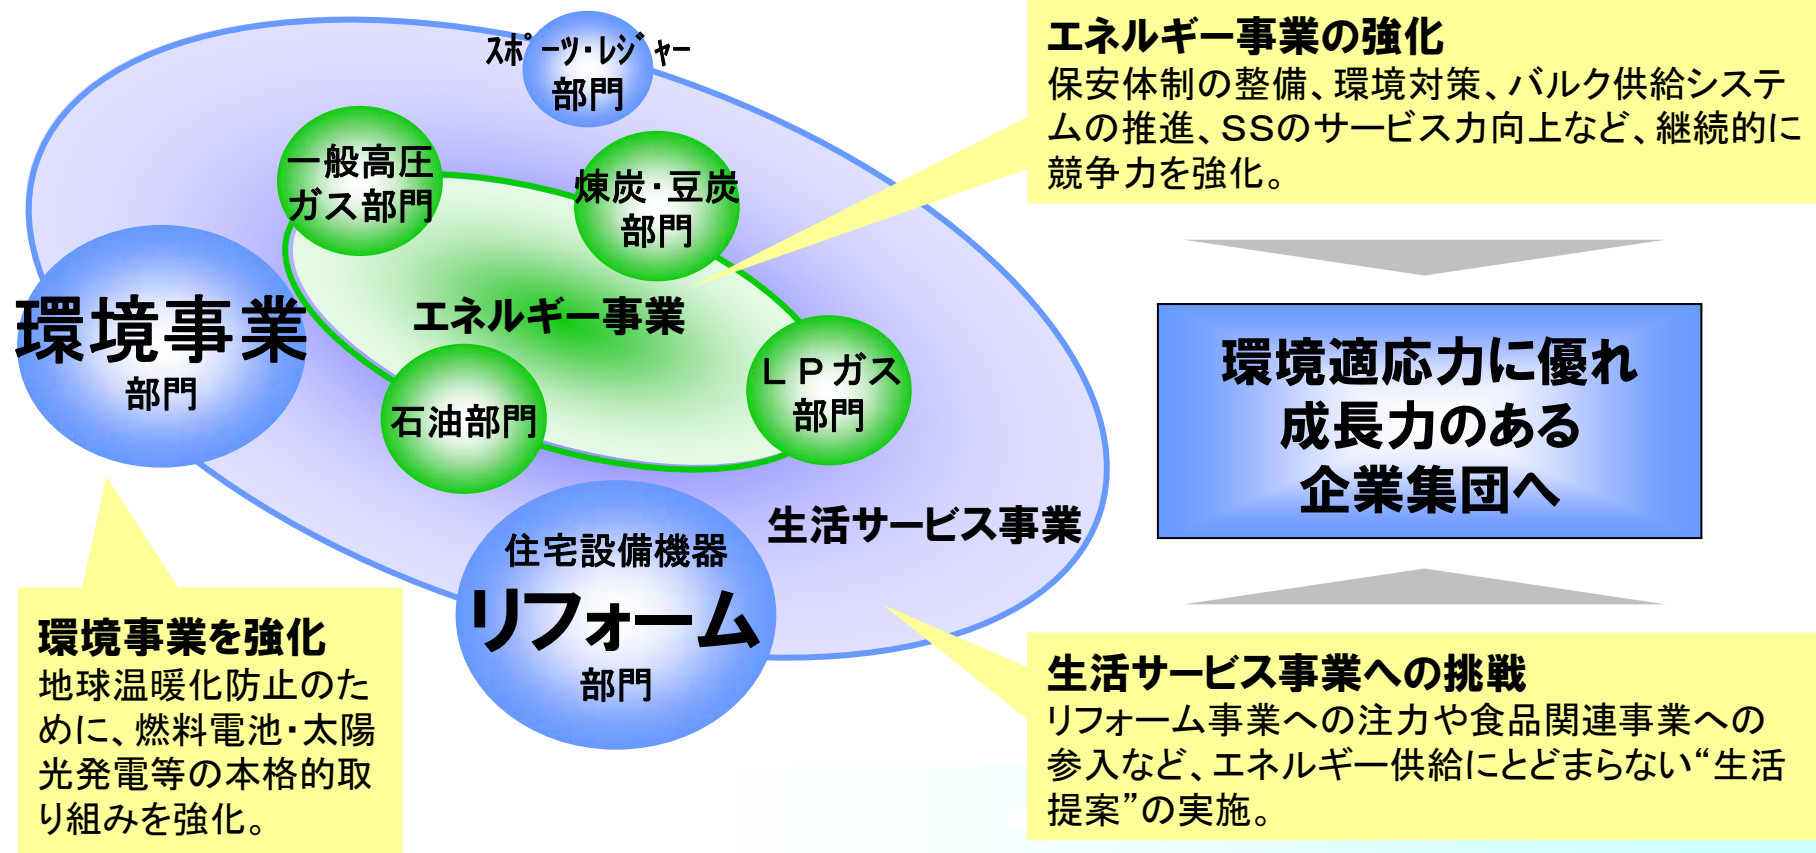 スポーツ・レジャー
部門
一般高圧
ガス部門
煉炭・豆炭
部門
エネルギー事業
環境事業
部門
石油部門
ＬＰガス
部門
生活サービス事業
住宅設備機器
リフォーム
部門
エネルギー事業の強化
保安体制の整備、環境対策、バルク供給システ
ムの推進、SSのサービス力向上など、継続的に
競争力を強化。
環境適応力に優れ
成長力のある
企業集団へ
環境事業を強化
地球温暖化防止のた
めに、燃料電池・太陽
光発電等の本格的取
り組みを強化。
生活サービス事業への挑戦
リフォーム事業への注力や食品関連事業への
参入など、エネルギー供給にとどまらない“生活
提案”の実施。